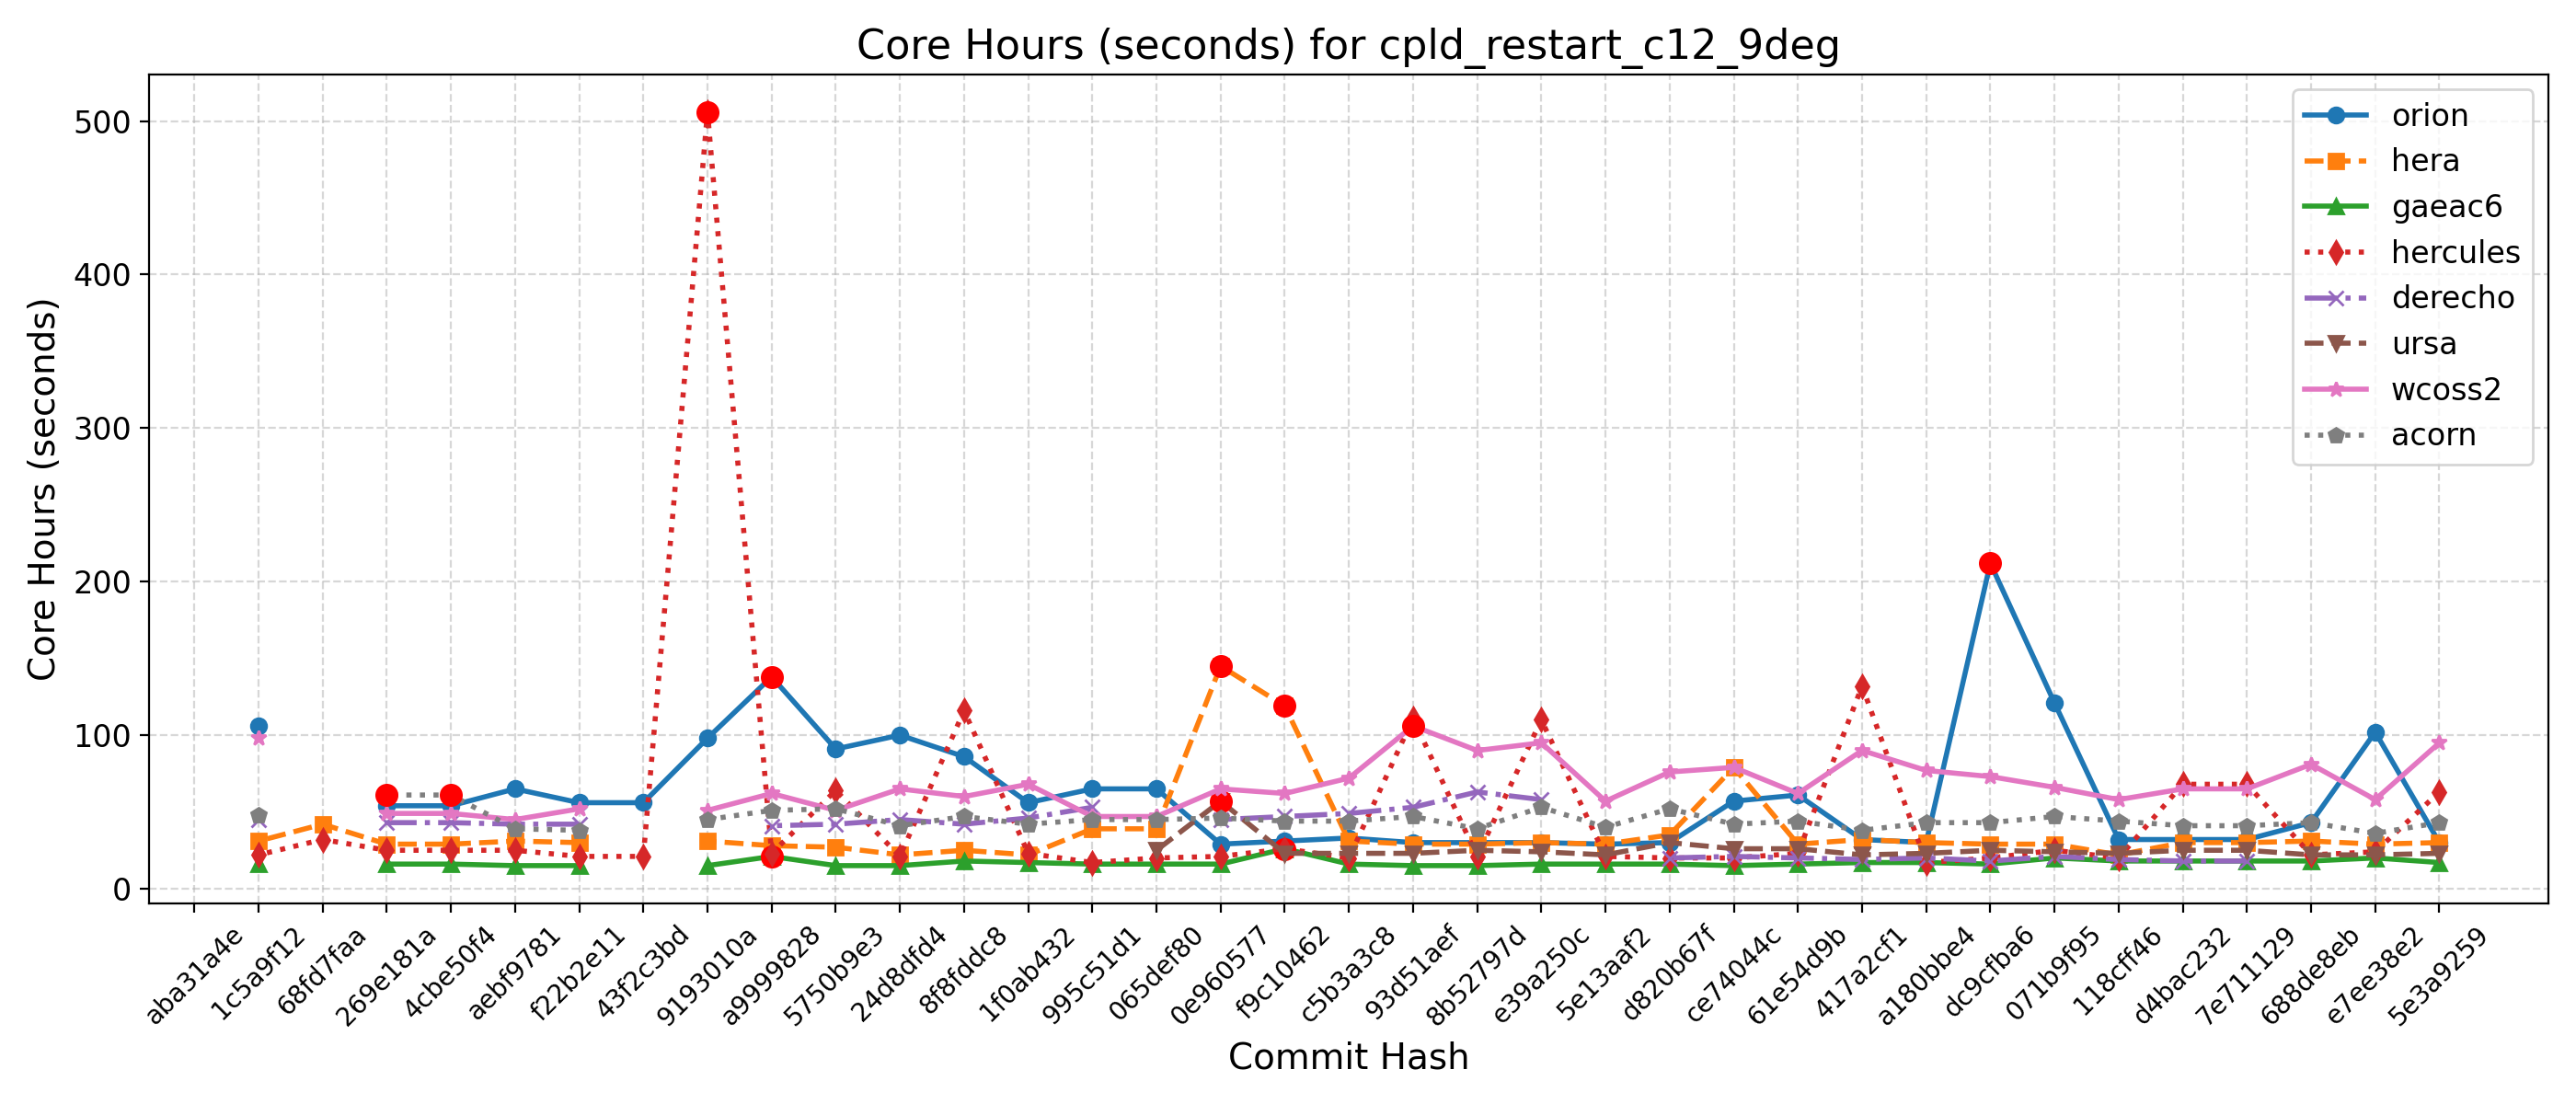 Core Hours (seconds) for cpld_restart_c12_9deg
Core Hours (seconds)
500
400
300
200
100
0
orion
hera
gaeac6
hercules
derecho
ursa
wcoss2
acorn
aba31a4e
1c5a9f12
68fd7faa
269e181a
4cbe50f4
aebf9781
f22b2e11
43f2c3bd
9193010a
a9999828
5750b9e3
24d8dfd4
8f8fddc8
1f0ab432
995c51d1
065def80
0e960577
f9c10462
c5b3a3c8
93d51aef
8b52797d
e39a250c
5e13aaf2
d820b67f
ce74044c
61e54d9b
417a2cf1
a180bbe4
dc9cfba6
071b9f95
118cff46
d4bac232
7e711129
688de8eb
e7ee38e2
5e3a9259
Commit Hash